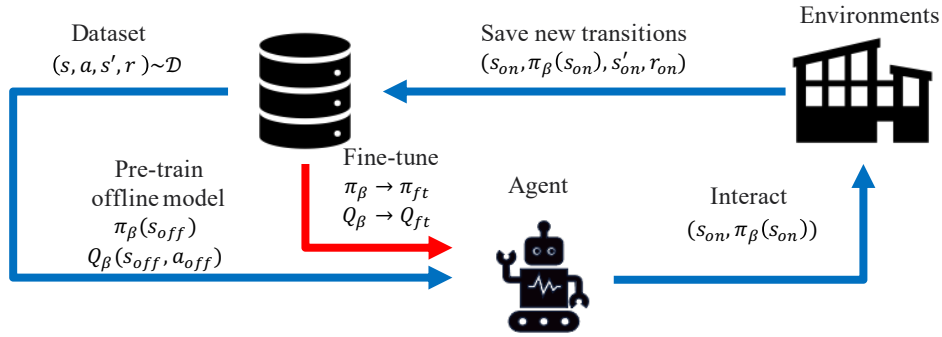 Dataset
(s, a, s′, r )~𝒟
Save new transitions
(s_on, π_β(s_on), s′_on, r_on)
Environments
Pre-train
offline model
π_β(s_off)
Q_β(s_off, a_off)
Fine-tune
π_β → π_ft
Q_β → Q_ft
Agent
Interact
(s_on, π_β(s_on))